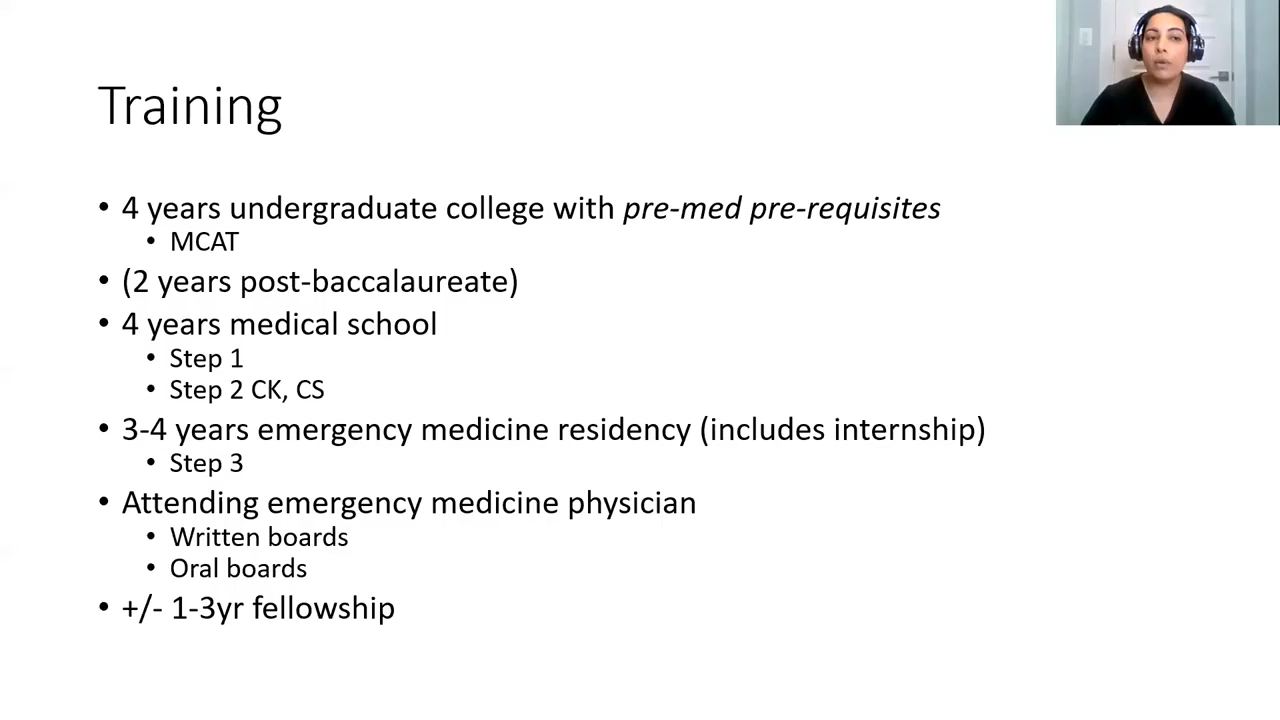 Training
• 4 years undergraduate college with pre-med pre-requisites
• MCAT
• (2 years post-baccalaureate)
• 4 years medical school
• Step 1
• Step 2 CK, CS
• 3-4 years emergency medicine residency (includes internship)
• Step 3
• Attending emergency medicine physician
• Written boards
• Oral boards
• +/- 1-3yr fellowship